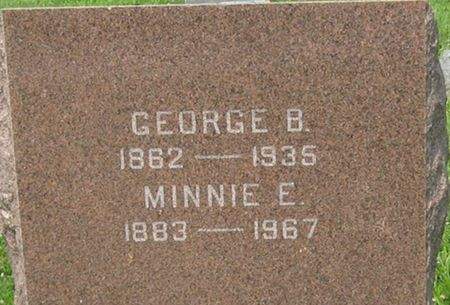 GEORGE B.
1862 — 1935
MINNIE E.
1883 — 1967